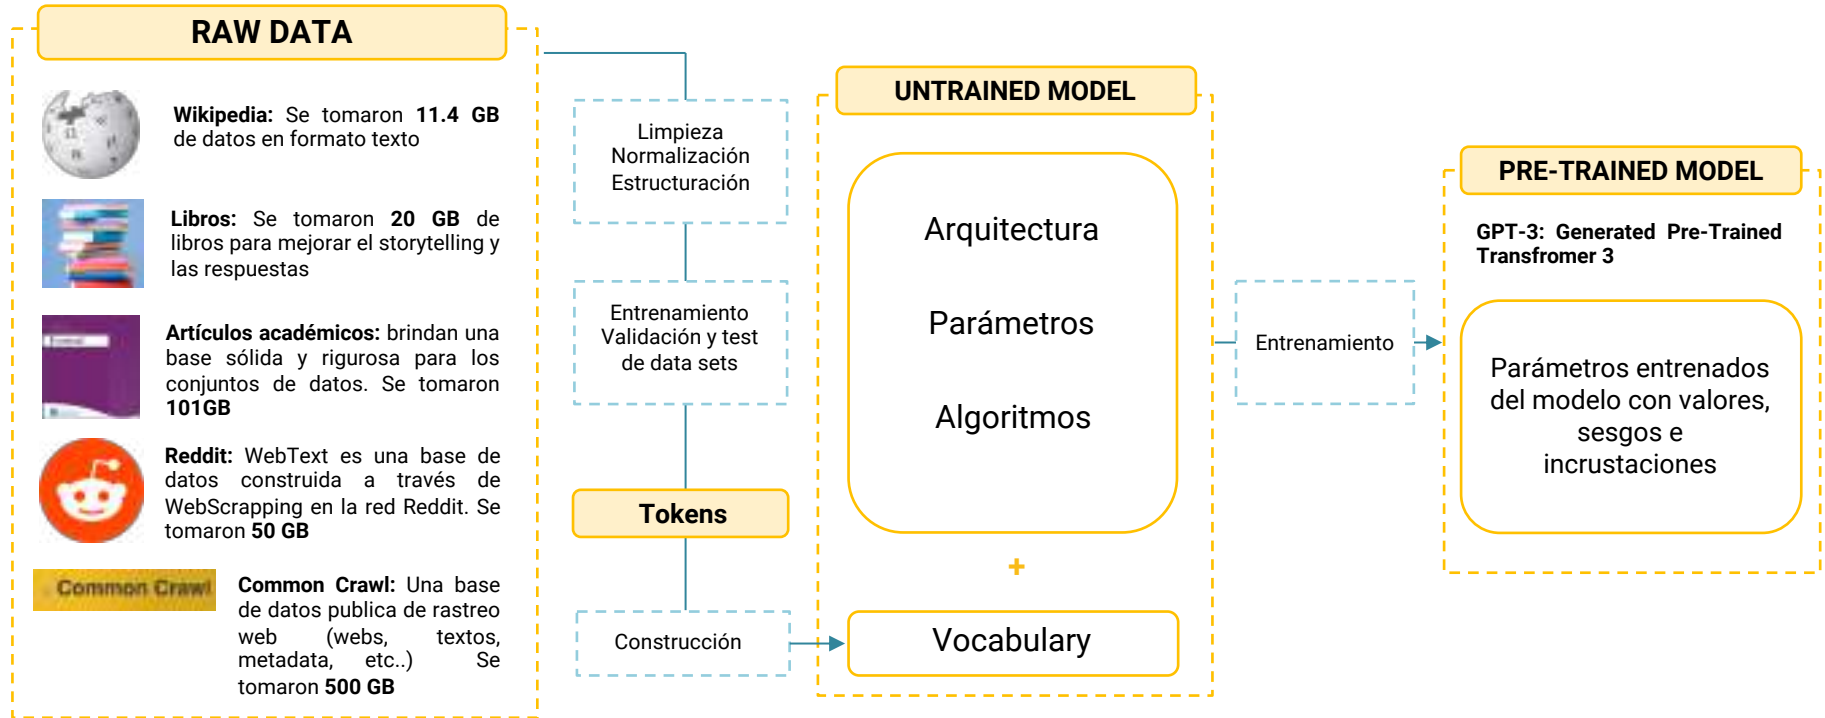 RAW DATA
Wikipedia: Se tomaron 11.4 GB
de datos en formato texto
Libros: Se tomaron 20 GB de
libros para mejorar el storytelling y
las respuestas
Artículos académicos: brindan una
base sólida y rigurosa para los
conjuntos de datos. Se tomaron
101GB
Reddit: WebText es una base de
datos construida a través de
WebScrapping en la red Reddit. Se
tomaron 50 GB
Common Crawl
Common Crawl: Una base
de datos publica de rastreo
web (webs, textos,
metadata, etc..) Se
tomaron 500 GB
Limpieza
Normalización
Estructuración
Entrenamiento
Validación y test
de data sets
Tokens
Construcción
UNTRAINED MODEL
Arquitectura
Parámetros
Algoritmos
+
Vocabulary
Entrenamiento
PRE-TRAINED MODEL
GPT-3: Generated Pre-Trained
Transfromer 3
Parámetros entrenados
del modelo con valores,
sesgos e
incrustaciones